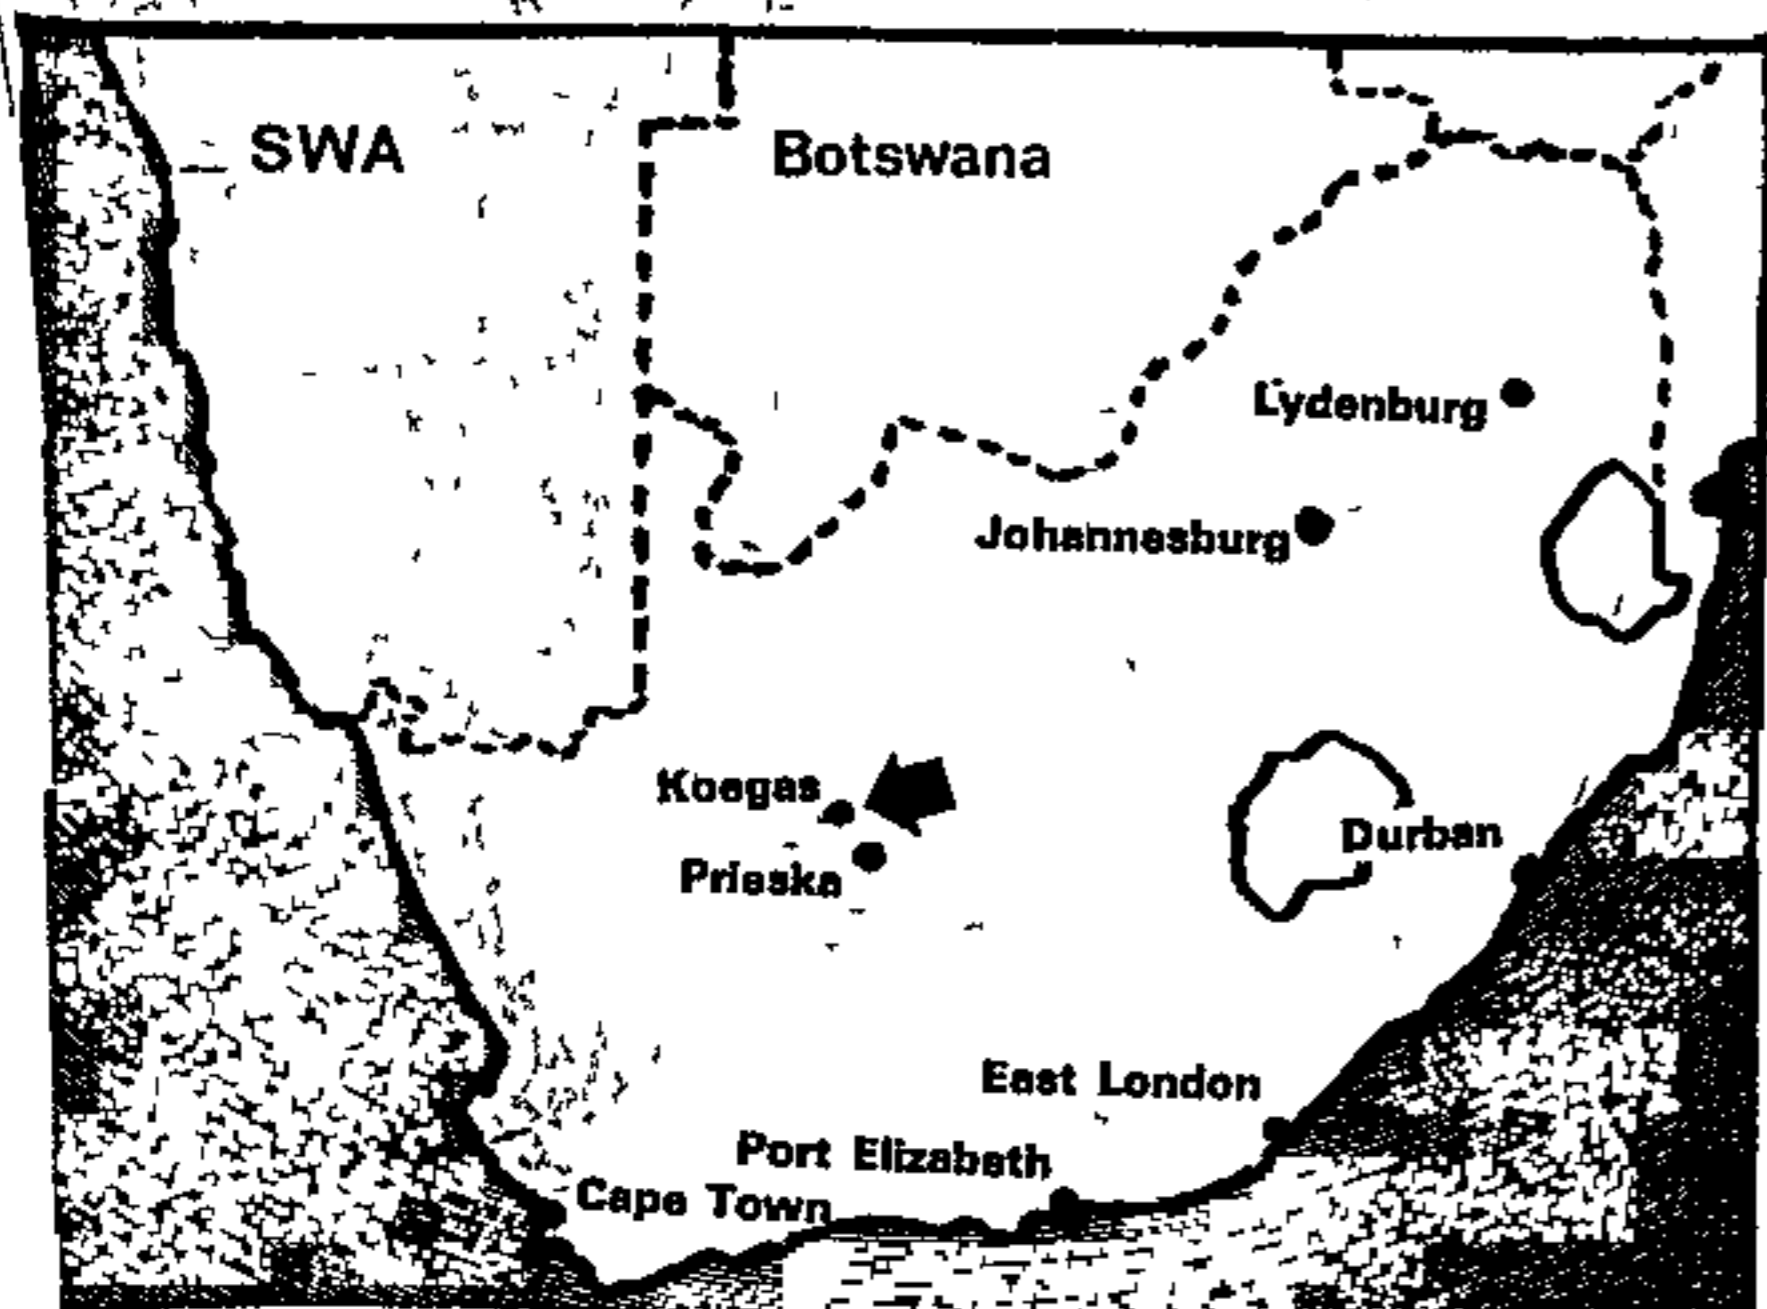 SWA
Botswana
Lydenburg
Johannesburg
Koegas
Prieska
Durban
East London
Port Elizabeth
Cape Town